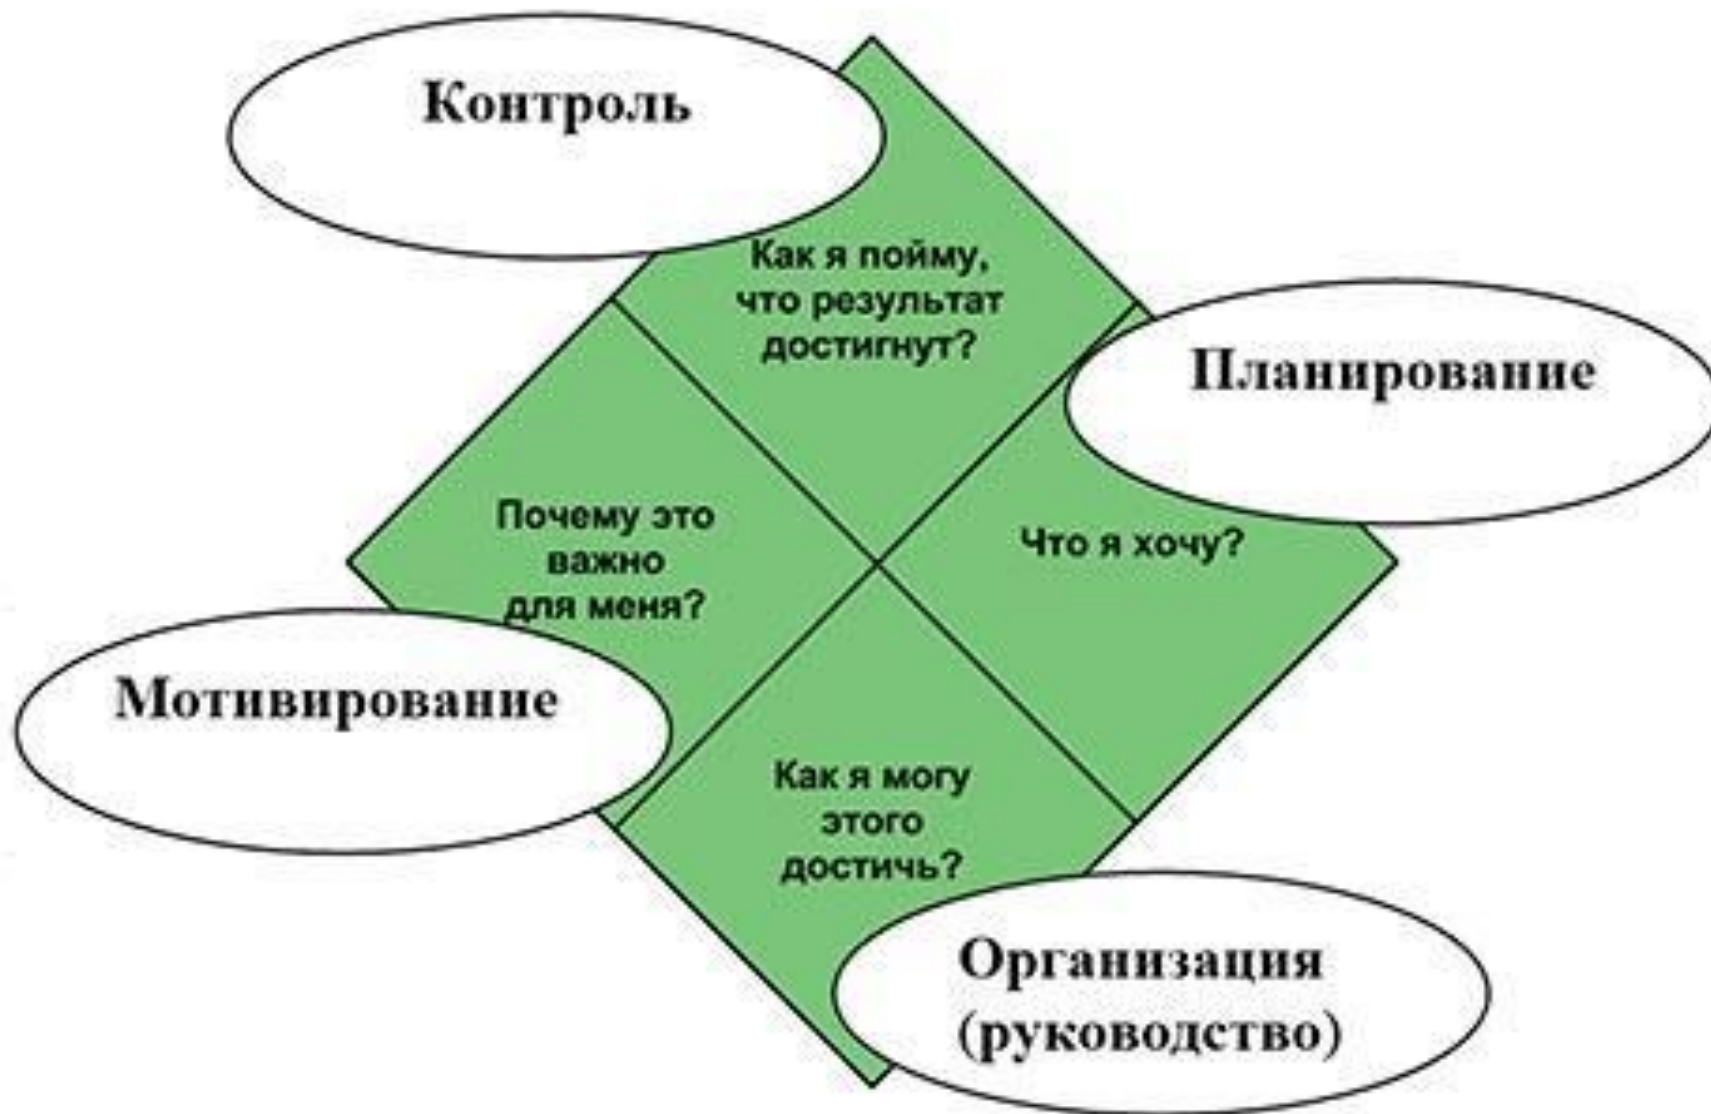 Контроль
Как я пойму,
что результат
достигнут?
Планирование
Что я хочу?
Почему это
важно
для меня?
Мотивирование
Как я могу
этого
достичь?
Организация
(руководство)